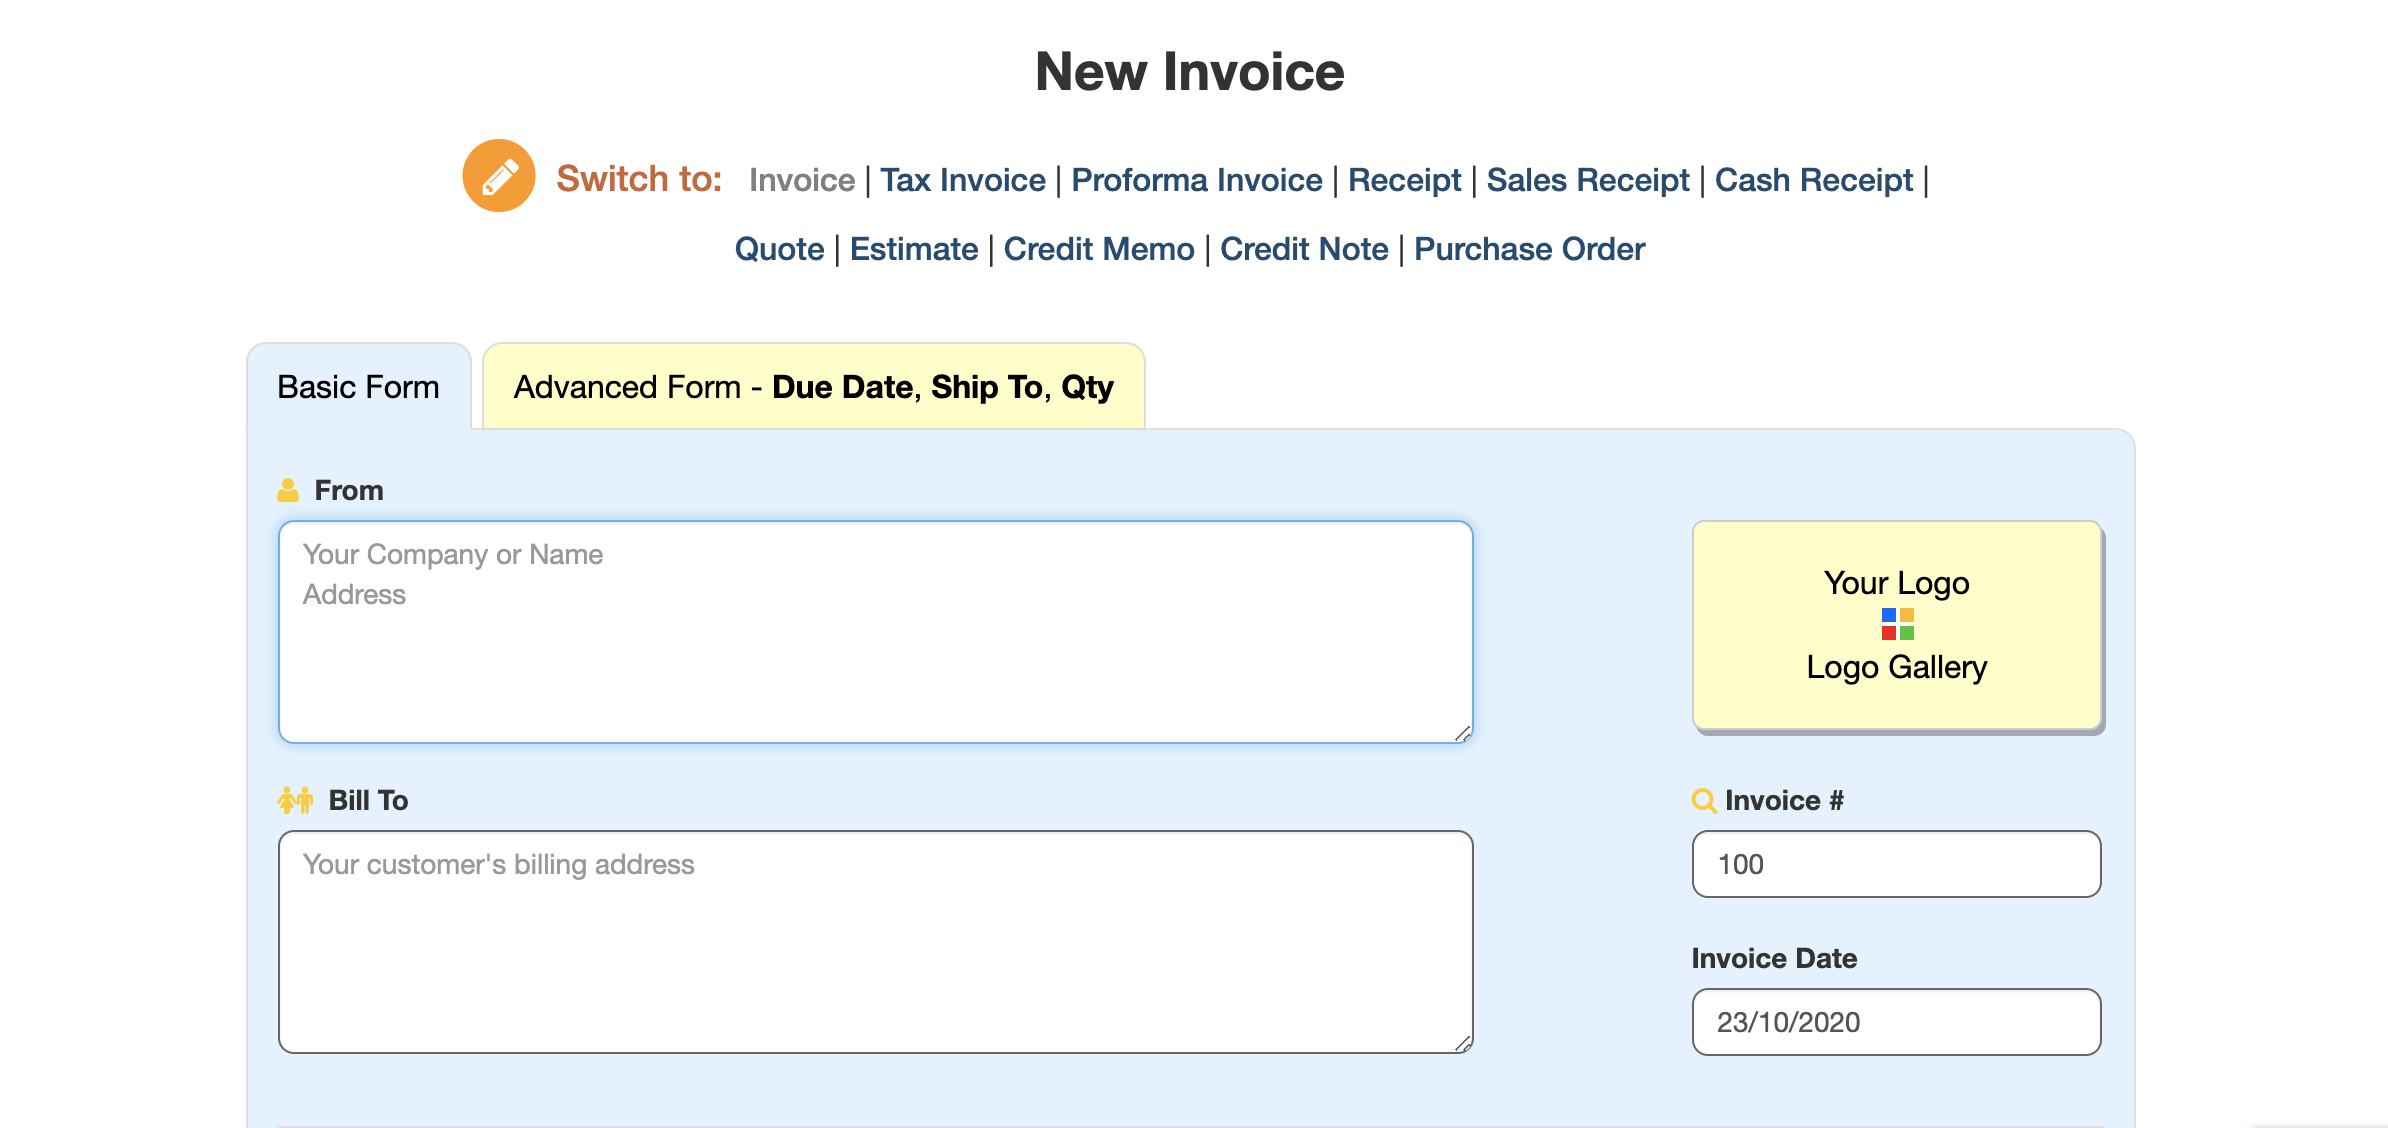 New Invoice
Switch to: Invoice | Tax Invoice | Proforma Invoice | Receipt | Sales Receipt | Cash Receipt |
Quote | Estimate | Credit Memo | Credit Note | Purchase Order
Basic Form
Advanced Form - Due Date, Ship To, Qty
From
Your Company or Name
Address
Your Logo
Logo Gallery
Bill To
Your customer's billing address
Invoice #
100
Invoice Date
23/10/2020